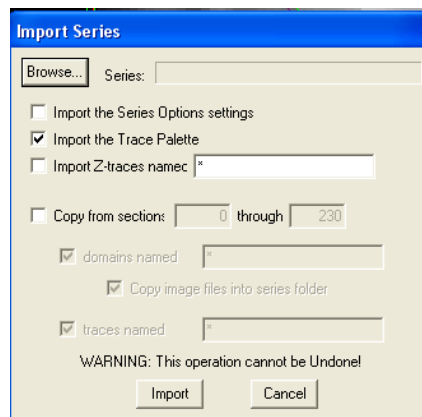 Import Series
Browse... Series:
Import the Series Options settings
Import the Trace Palette
Import Z-traces namec *
Copy from section: 0 through 230
domains named *
Copy image files into series folder
traces named *
WARNING: This operation cannot be Undone!
Import Cancel